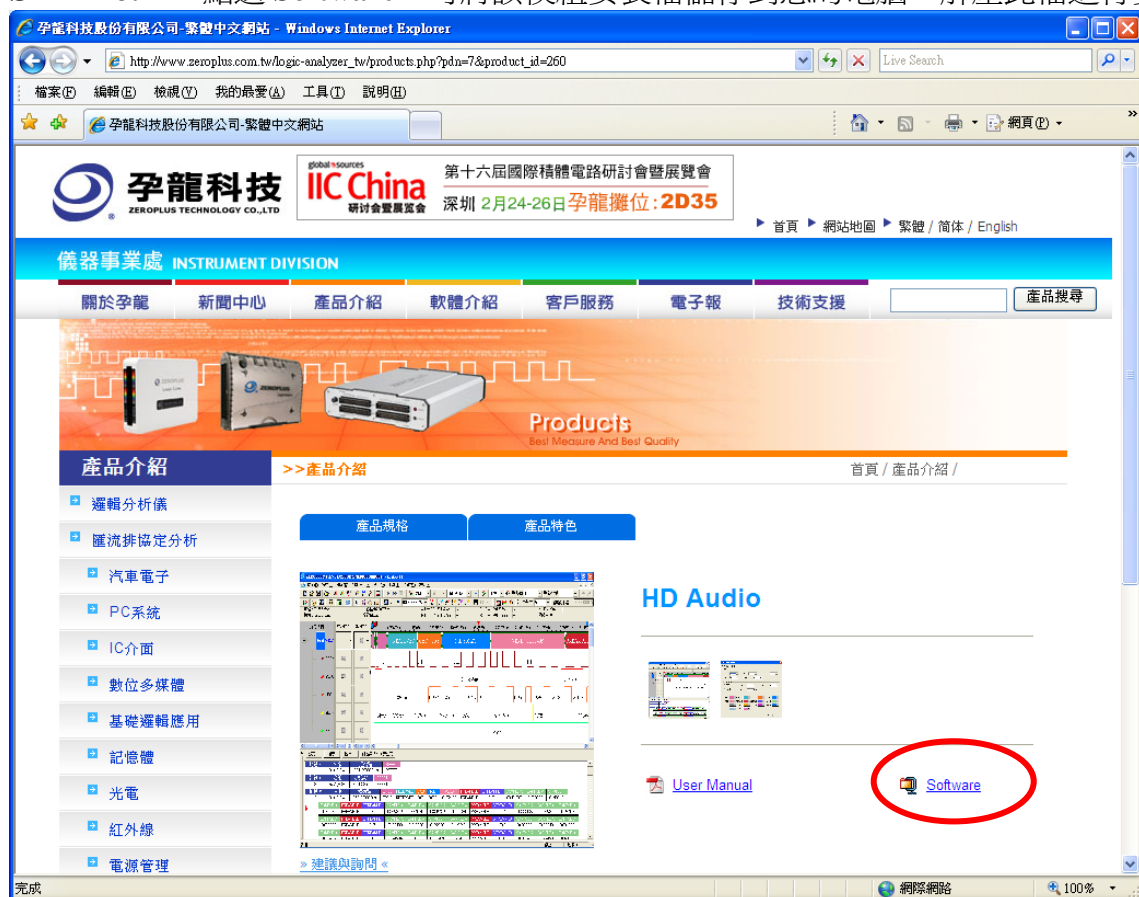 孕龍科技股份有限公司-繁體中文網站 - Windows Internet Explorer
http://www.zeroplus.com.tw/logic-analyzer_tw/products.php?pdn=7&product_id=260
Live Search
檔案(F) 編輯(E) 檢視(V) 我的最愛(A) 工具(T) 說明(H)
孕龍科技股份有限公司-繁體中文網站
網頁(P)
孕龍科技
ZEROPLUS TECHNOLOGY CO.,LTD
global sources
IIC China
研讨会暨展览会
第十六屆國際積體電路研討會暨展覽會
深圳 2月24-26日孕龍攤位:2D35
首頁 網站地圖 繁體 / 简体 / English
儀器事業處 INSTRUMENT DIVISION
關於孕龍 新聞中心 產品介紹 軟體介紹 客戶服務 電子報 技術支援 產品搜尋
ZEROPLUS
Products
Best Measure And Best Quality
產品介紹
>>產品介紹
首頁 / 產品介紹 /
邏輯分析儀
匯流排協定分析
汽車電子
PC系統
IC介面
數位多媒體
基礎邏輯應用
記憶體
光電
紅外線
電源管理
產品規格 產品特色
HD Audio
User Manual Software
» 建議與詢問 «
完成 網際網路 100%